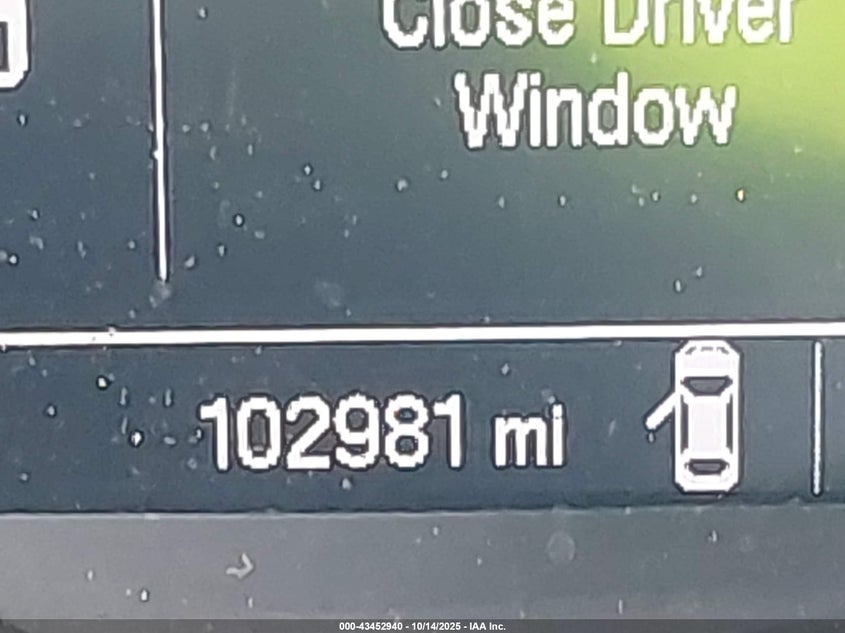 Close Driver
Window
102981 mi
000-43452940 - 10/14/2025 - IAA Inc.